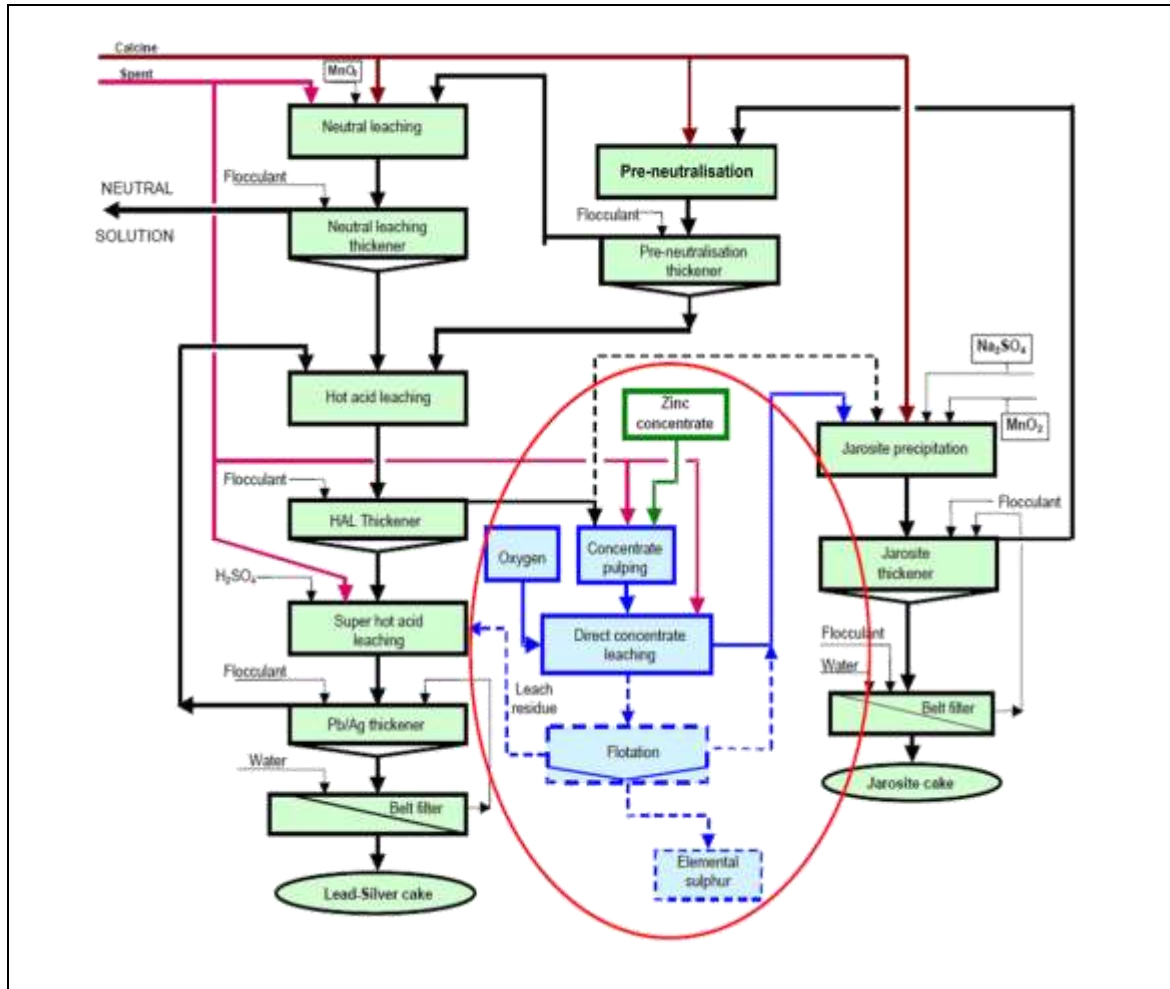 Calcine
Spent
MnO₂
Neutral leaching
Flocculant
NEUTRAL
SOLUTION
Neutral leaching
thickener
Pre-neutralisation
Flocculant
Pre-neutralisation
thickener
Hot acid leaching
Flocculant
HAL Thickener
H₂SO₄
Super hot acid
leaching
Flocculant
Pb/Ag thickener
Water
Belt filter
Lead-Silver cake
Zinc
concentrate
Oxygen
Concentrate
pulping
Direct concentrate
leaching
Leach
residue
Flotation
Elemental
sulphur
Na₂SO₄
MnO₂
Jarosite precipitation
Flocculant
Jarosite
thickener
Flocculant
Water
Belt filter
Jarosite cake